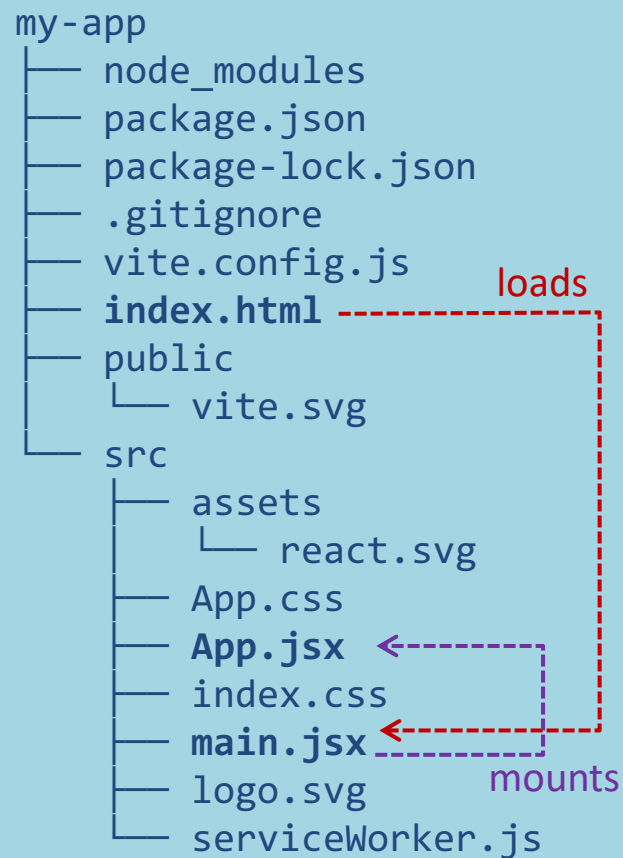 my-app
├── node_modules
├── package.json
├── package-lock.json
├── .gitignore
├── vite.config.js
loads
├── index.html
├── public
│   └── vite.svg
└── src
    ├── assets
    │   └── react.svg
    ├── App.css
    ├── App.jsx
    ├── index.css
    ├── main.jsx
mounts
    ├── logo.svg
    └── serviceWorker.js